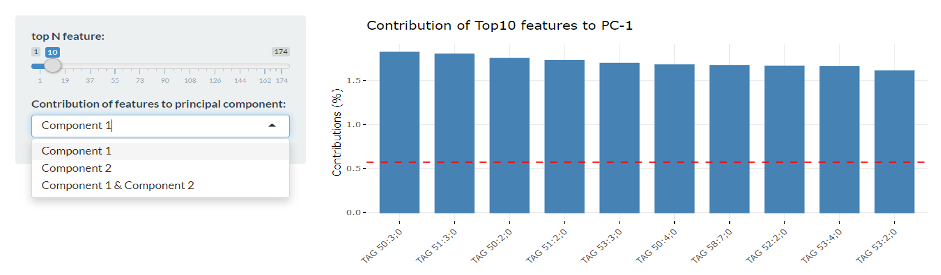 top N feature:
1 10 174
1 19 37 55 73 90 108 126 144 162 174
Contribution of features to principal component:
Component 1
Component 1
Component 2
Component 1 & Component 2
Contribution of Top10 features to PC-1
Contributions (%)
1.5
1.0
0.5
0.0
TAG 50:3;0
TAG 51:3;0
TAG 50:2;0
TAG 51:2;0
TAG 53:3;0
TAG 50:4;0
TAG 58:7;0
TAG 52:2;0
TAG 53:4;0
TAG 53:2;0